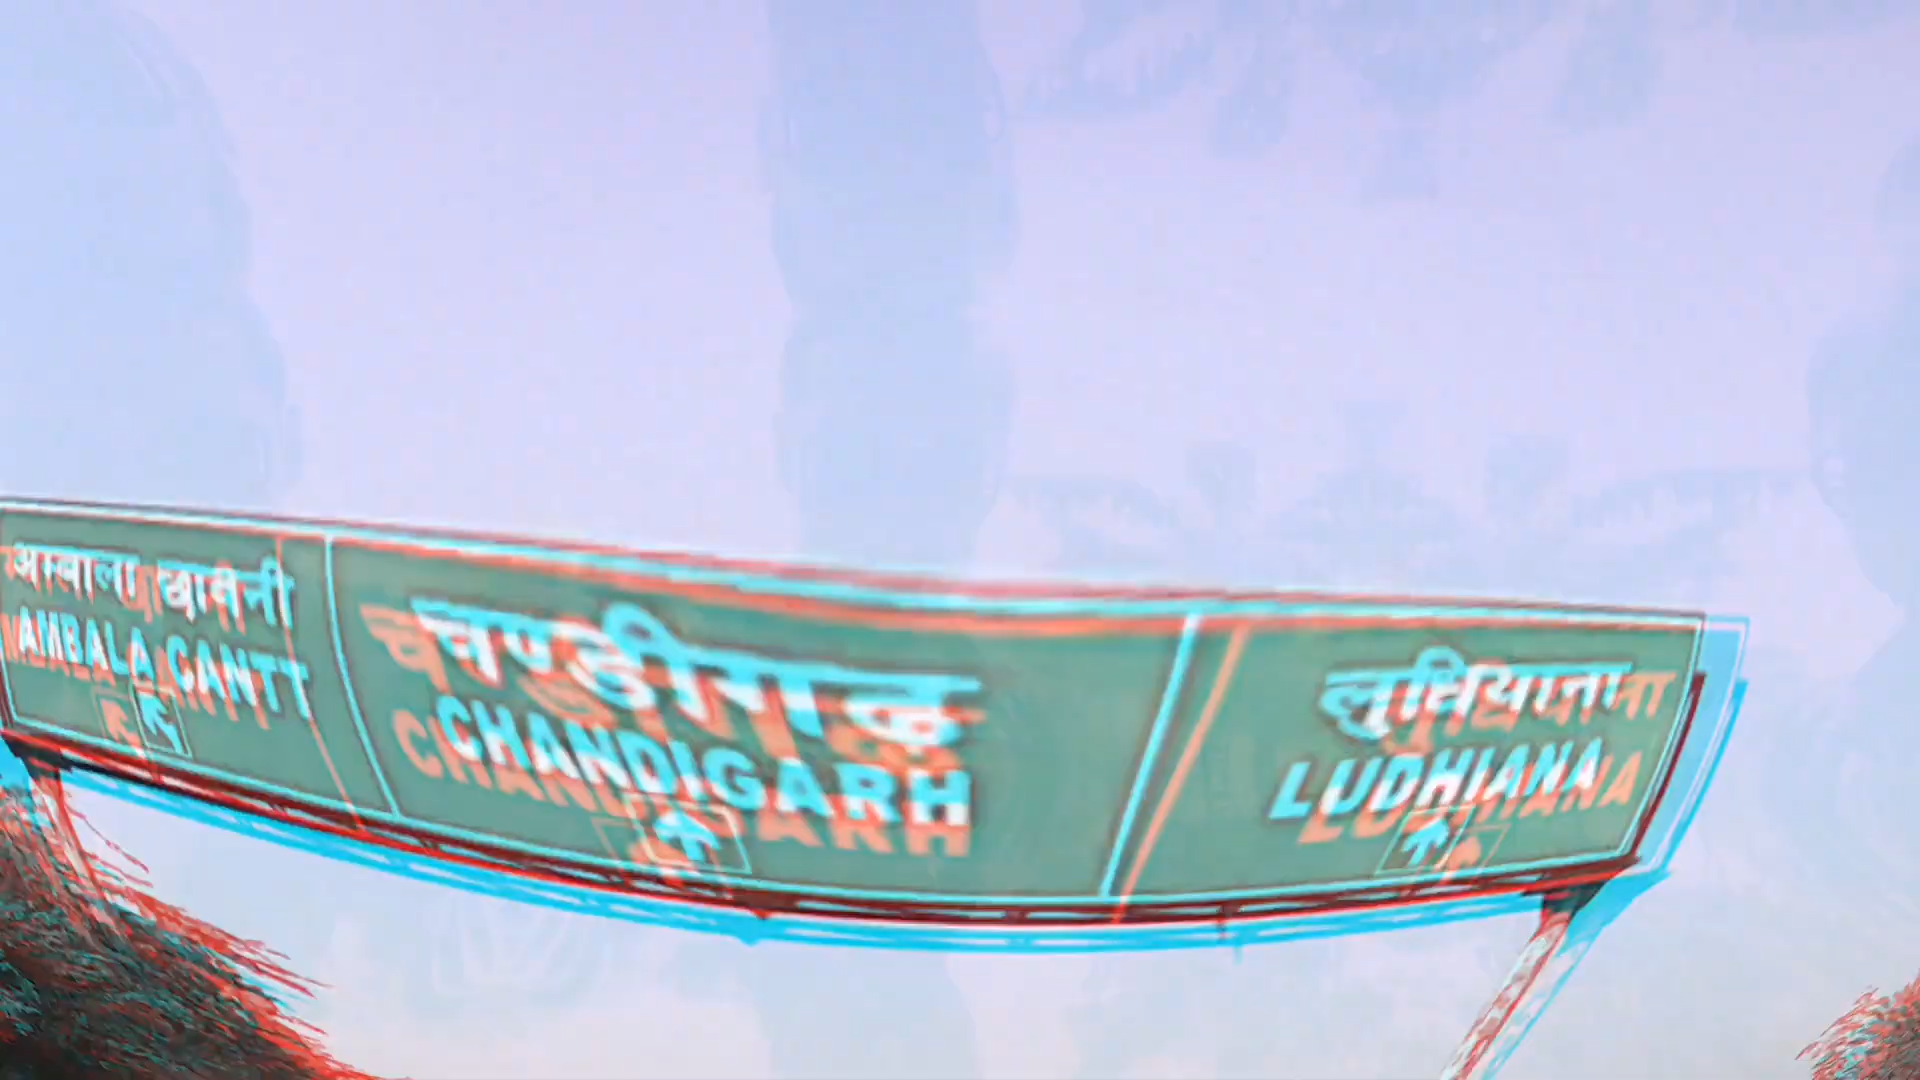 अम्बाला छावनी
AMBALA CANTT
चण्डीगढ़
CHANDIGARH
लुधियाना
LUDHIANA